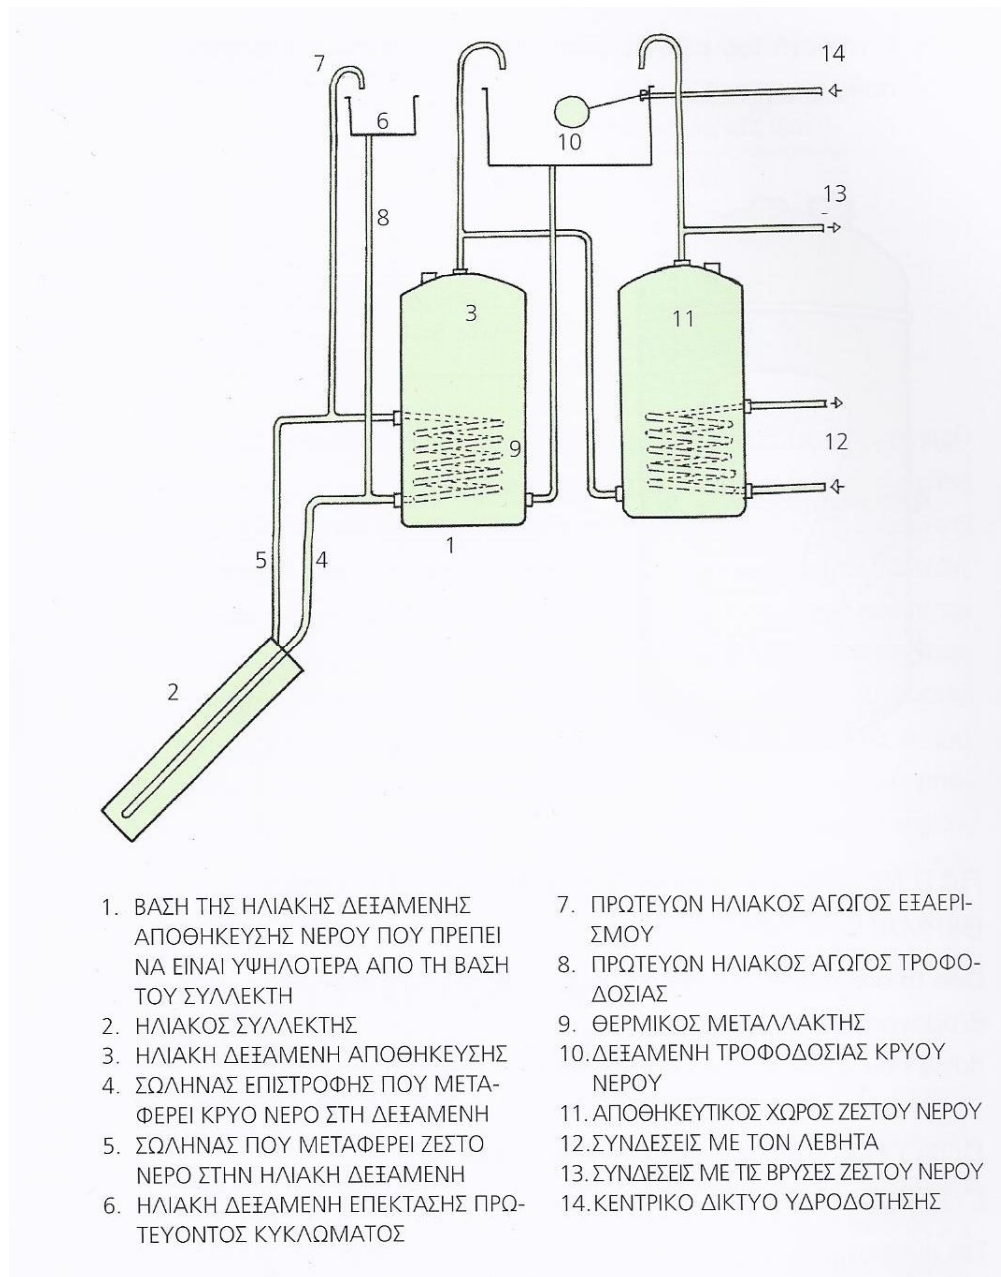 7
14
6
10
8
13
3
11
9
12
1
5
4
2
1. ΒΑΣΗ ΤΗΣ ΗΛΙΑΚΗΣ ΔΕΞΑΜΕΝΗΣ
ΑΠΟΘΗΚΕΥΣΗΣ ΝΕΡΟΥ ΠΟΥ ΠΡΕΠΕΙ
ΝΑ ΕΙΝΑΙ ΥΨΗΛΟΤΕΡΑ ΑΠΟ ΤΗ ΒΑΣΗ
ΤΟΥ ΣΥΛΛΕΚΤΗ
2. ΗΛΙΑΚΟΣ ΣΥΛΛΕΚΤΗΣ
3. ΗΛΙΑΚΗ ΔΕΞΑΜΕΝΗ ΑΠΟΘΗΚΕΥΣΗΣ
4. ΣΩΛΗΝΑΣ ΕΠΙΣΤΡΟΦΗΣ ΠΟΥ ΜΕΤΑ-
ΦΕΡΕΙ ΚΡΥΟ ΝΕΡΟ ΣΤΗ ΔΕΞΑΜΕΝΗ
5. ΣΩΛΗΝΑΣ ΠΟΥ ΜΕΤΑΦΕΡΕΙ ΖΕΣΤΟ
ΝΕΡΟ ΣΤΗΝ ΗΛΙΑΚΗ ΔΕΞΑΜΕΝΗ
6. ΗΛΙΑΚΗ ΔΕΞΑΜΕΝΗ ΕΠΕΚΤΑΣΗΣ ΠΡΩ-
ΤΕΥΟΝΤΟΣ ΚΥΚΛΩΜΑΤΟΣ
7. ΠΡΩΤΕΥΩΝ ΗΛΙΑΚΟΣ ΑΓΩΓΟΣ ΕΞΑΕΡΙ-
ΣΜΟΥ
8. ΠΡΩΤΕΥΩΝ ΗΛΙΑΚΟΣ ΑΓΩΓΟΣ ΤΡΟΦΟ-
ΔΟΣΙΑΣ
9. ΘΕΡΜΙΚΟΣ ΜΕΤΑΛΛΑΚΤΗΣ
10.ΔΕΞΑΜΕΝΗ ΤΡΟΦΟΔΟΣΙΑΣ ΚΡΥΟΥ
ΝΕΡΟΥ
11.ΑΠΟΘΗΚΕΥΤΙΚΟΣ ΧΩΡΟΣ ΖΕΣΤΟΥ ΝΕΡΟΥ
12.ΣΥΝΔΕΣΕΙΣ ΜΕ ΤΟΝ ΛΕΒΗΤΑ
13.ΣΥΝΔΕΣΕΙΣ ΜΕ ΤΙΣ ΒΡΥΣΕΣ ΖΕΣΤΟΥ ΝΕΡΟΥ
14.ΚΕΝΤΡΙΚΟ ΔΙΚΤΥΟ ΥΔΡΟΔΟΤΗΣΗΣ